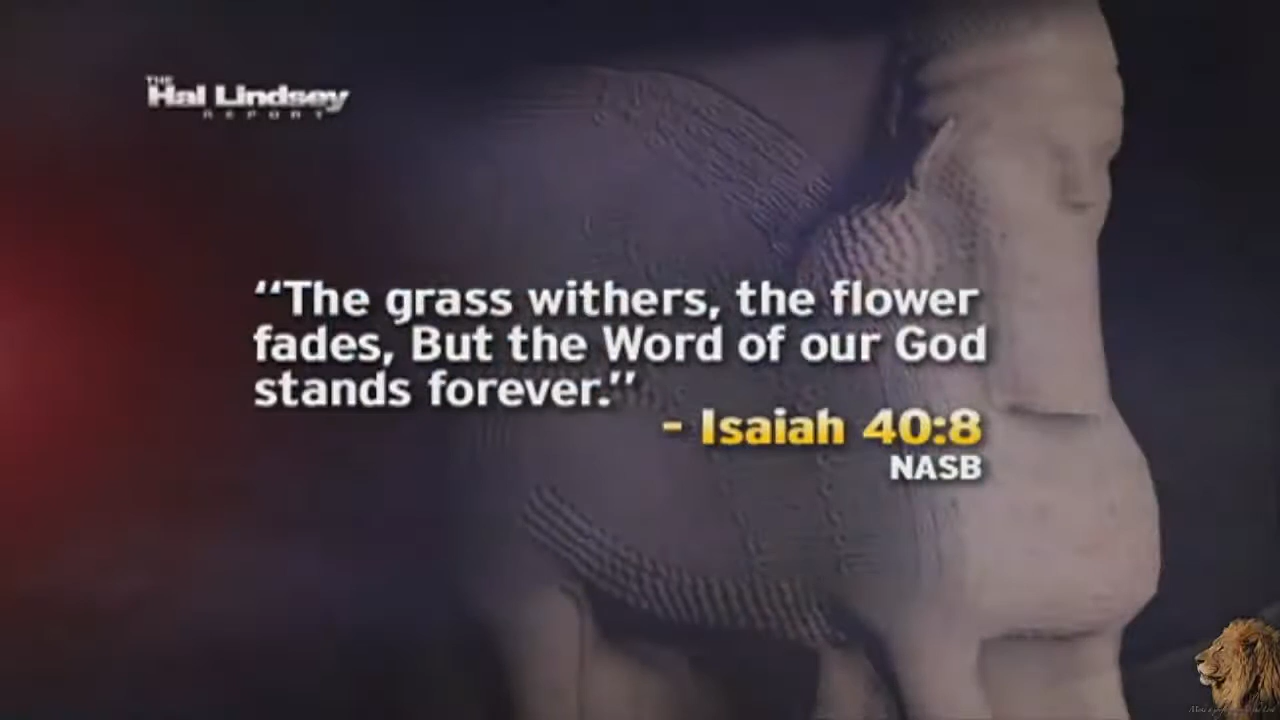 THE
Hal Lindsey
REPORT
“The grass withers, the flower
fades, But the Word of our God
stands forever.”
- Isaiah 40:8
NASB